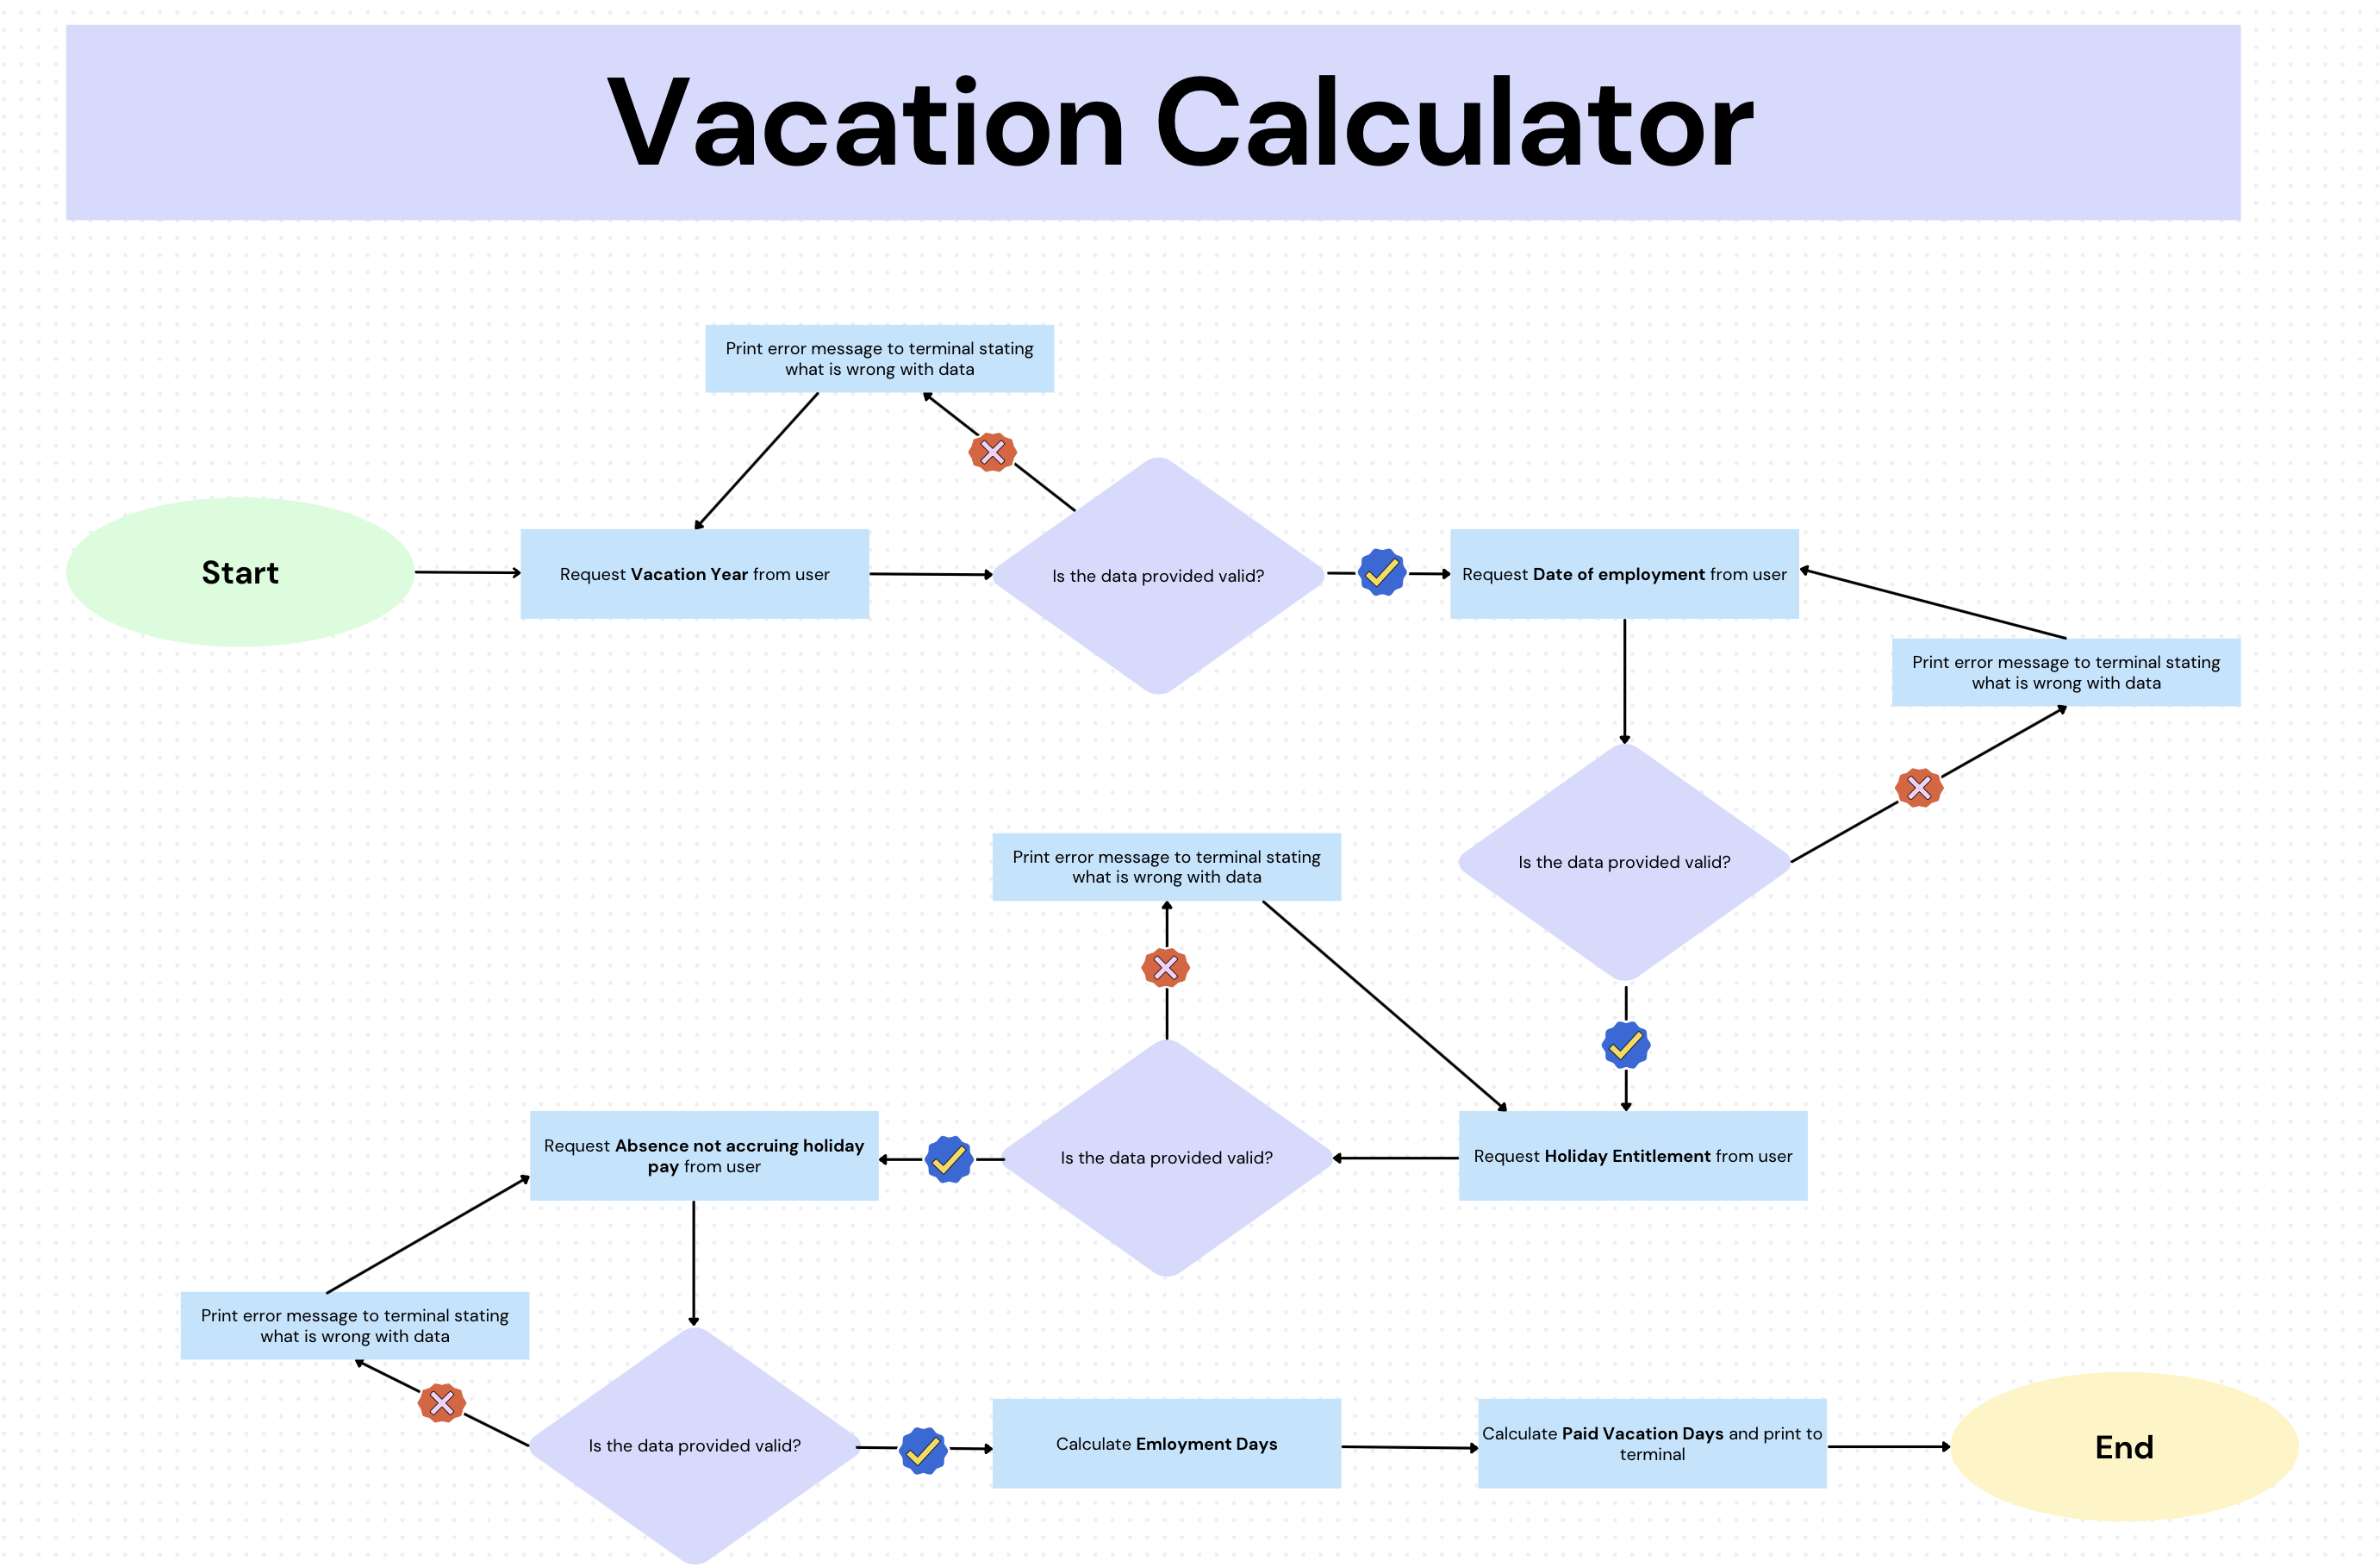 Vacation Calculator
Print error message to terminal stating
what is wrong with data
Start
Request Vacation Year from user
Is the data provided valid?
Request Date of employment from user
Print error message to terminal stating
what is wrong with data
Is the data provided valid?
Print error message to terminal stating
what is wrong with data
Request Holiday Entitlement from user
Is the data provided valid?
Request Absence not accruing holiday
pay from user
Print error message to terminal stating
what is wrong with data
Is the data provided valid?
Calculate Emloyment Days
Calculate Paid Vacation Days and print to
terminal
End